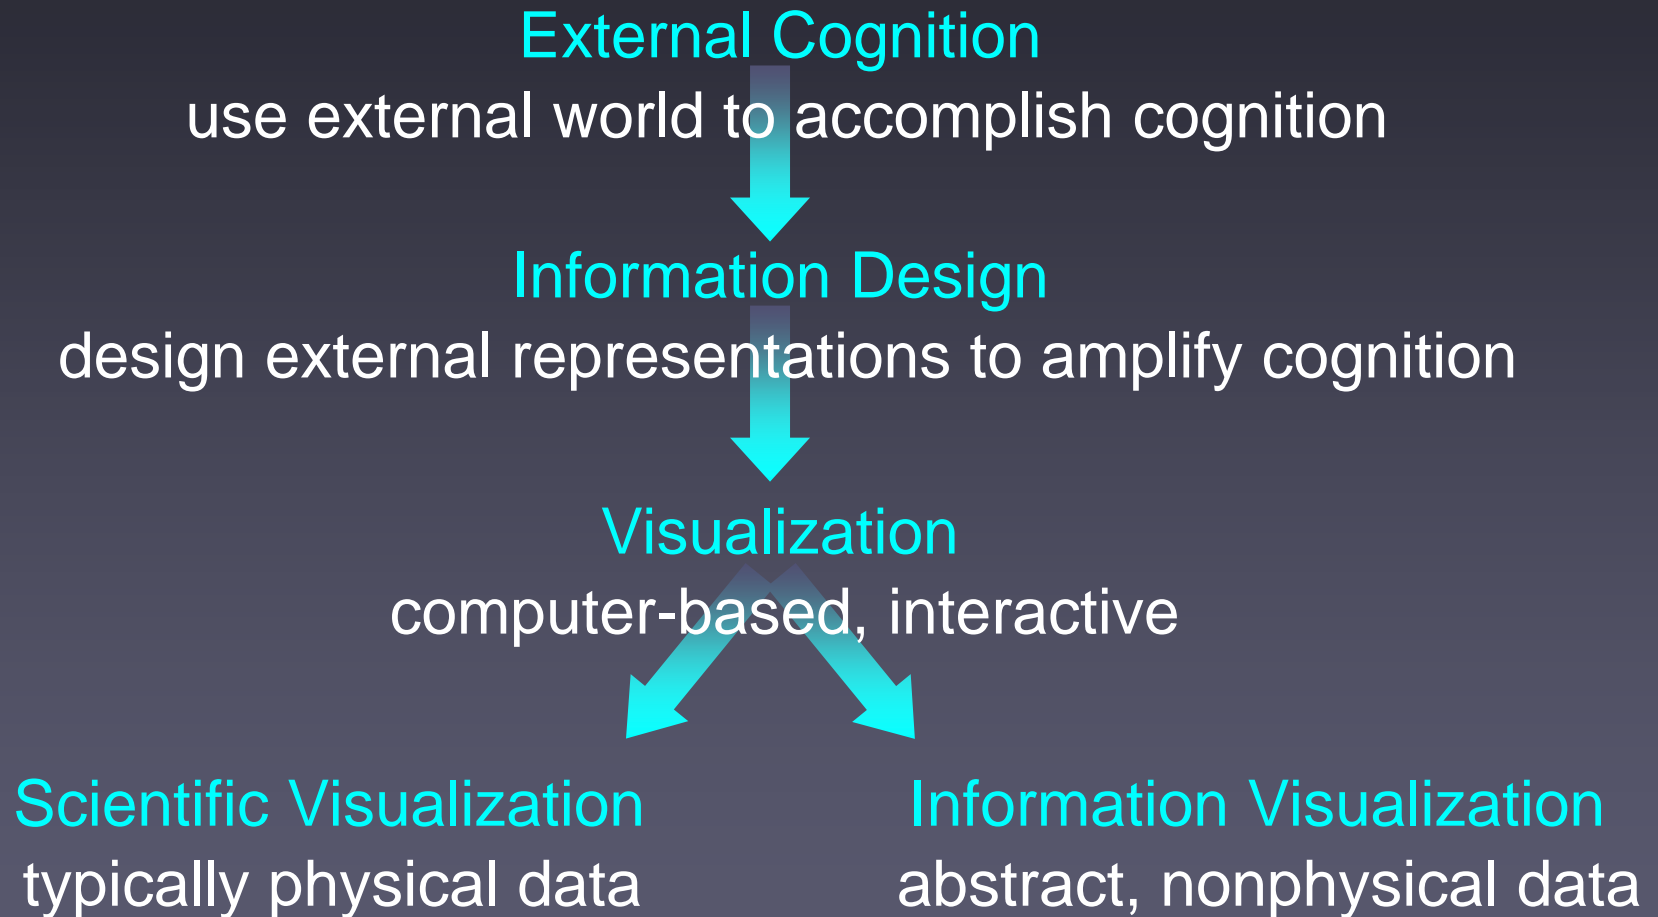 External Cognition
use external world to accomplish cognition
Information Design
design external representations to amplify cognition
Visualization
computer-based, interactive
Scientific Visualization
typically physical data
Information Visualization
abstract, nonphysical data